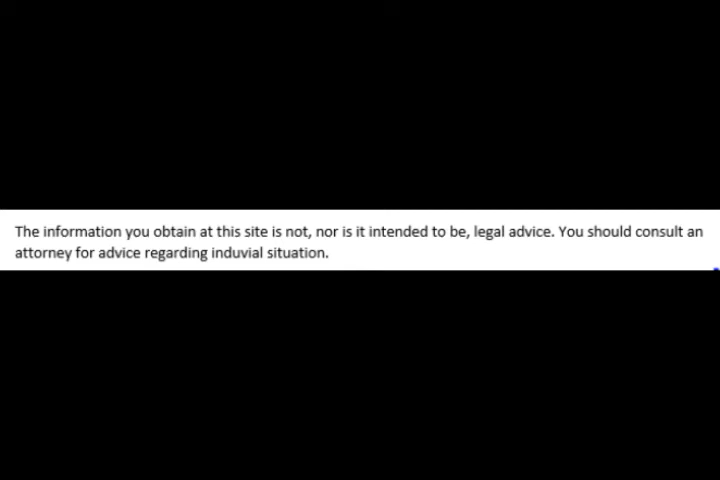 The information you obtain at this site is not, nor is it intended to be, legal advice. You should consult an
attorney for advice regarding induvial situation.